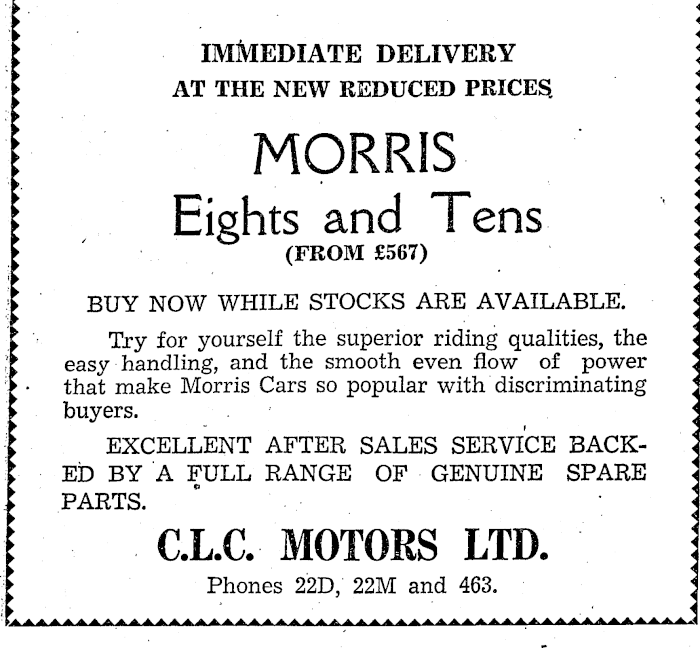 IMMEDIATE DELIVERY
AT THE NEW REDUCED PRICES
MORRIS
Eights and Tens
(FROM £567)
BUY NOW WHILE STOCKS ARE AVAILABLE.
Try for yourself the superior riding qualities, the
easy handling, and the smooth even flow of power
that make Morris Cars so popular with discriminating
buyers.
EXCELLENT AFTER SALES SERVICE BACK-
ED BY A FULL RANGE OF GENUINE SPARE
PARTS.
C.L.C. MOTORS LTD.
Phones 22D, 22M and 463.